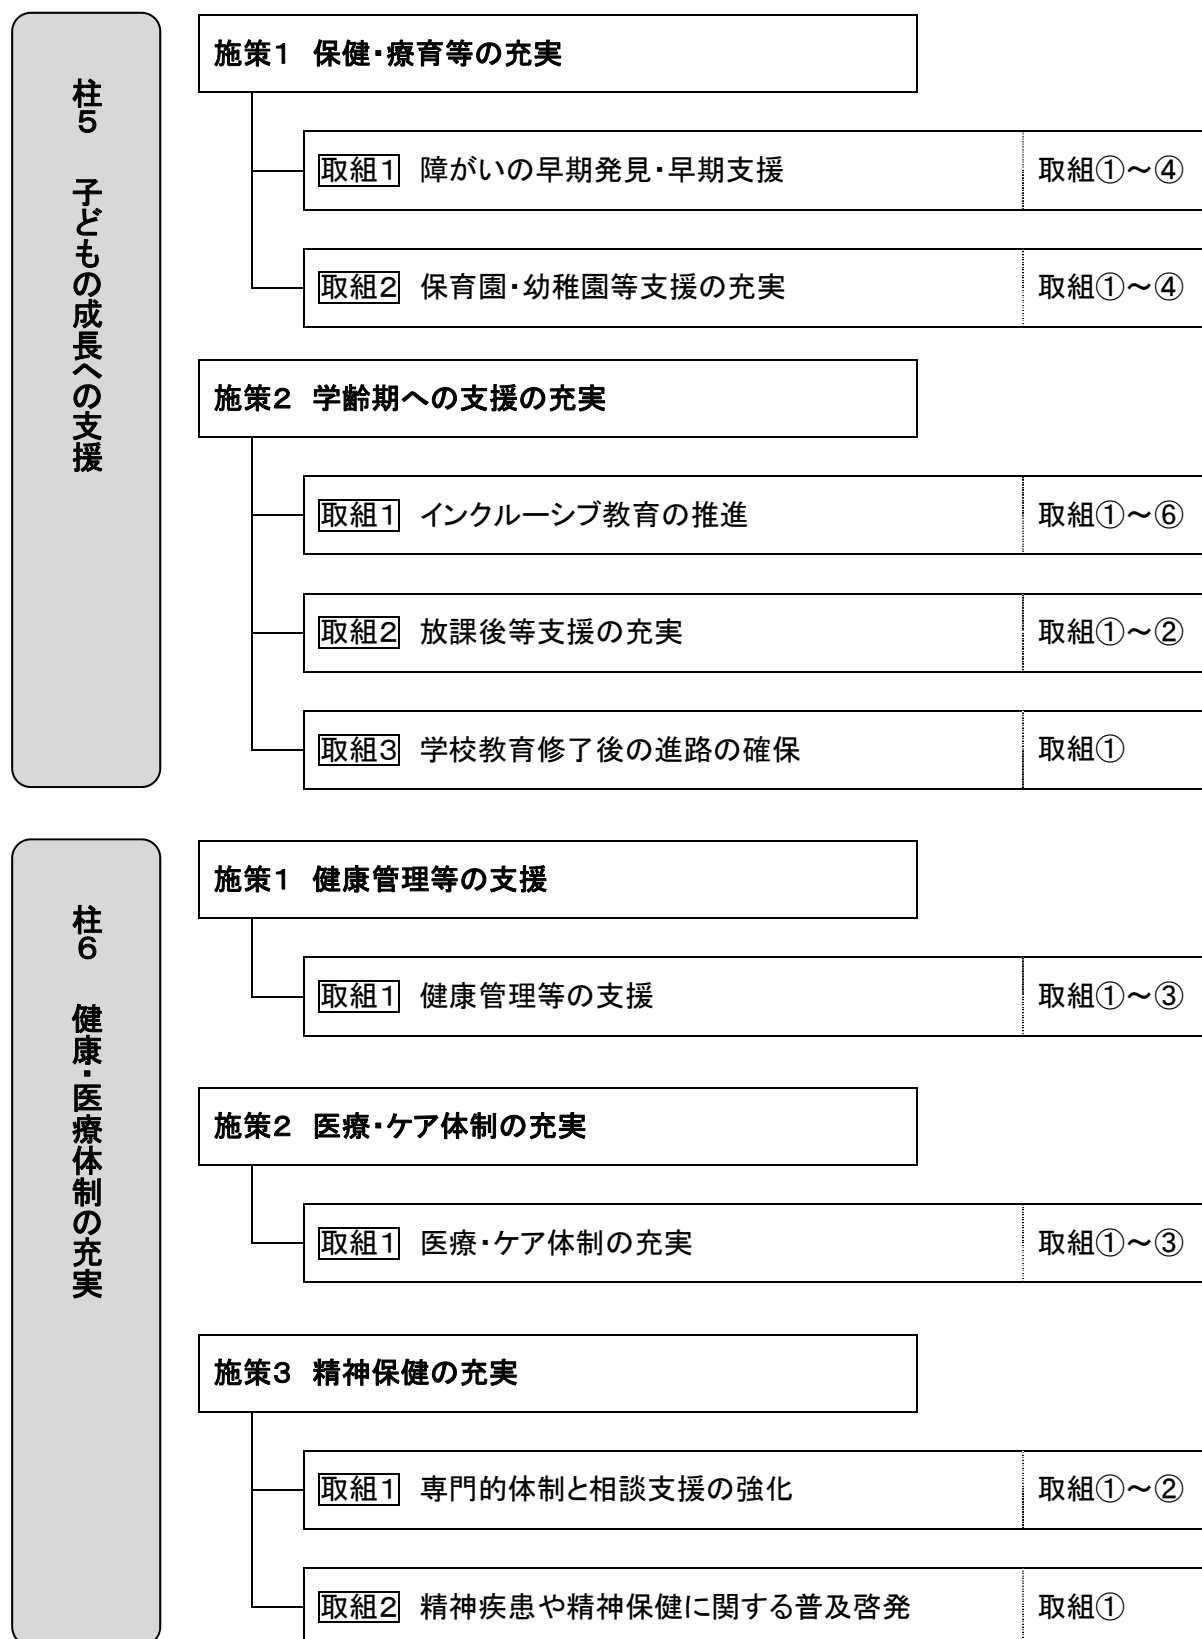 柱５　子どもの成長への支援
施策１　保健・療育等の充実
取組１　障がいの早期発見・早期支援　取組①～④
取組２　保育園・幼稚園等支援の充実　取組①～④
施策２　学齢期への支援の充実
取組１　インクルーシブ教育の推進　取組①～⑥
取組２　放課後等支援の充実　取組①～②
取組３　学校教育修了後の進路の確保　取組①
柱６　健康・医療体制の充実
施策１　健康管理等の支援
取組１　健康管理等の支援　取組①～③
施策２　医療・ケア体制の充実
取組１　医療・ケア体制の充実　取組①～③
施策３　精神保健の充実
取組１　専門的体制と相談支援の強化　取組①～②
取組２　精神疾患や精神保健に関する普及啓発　取組①